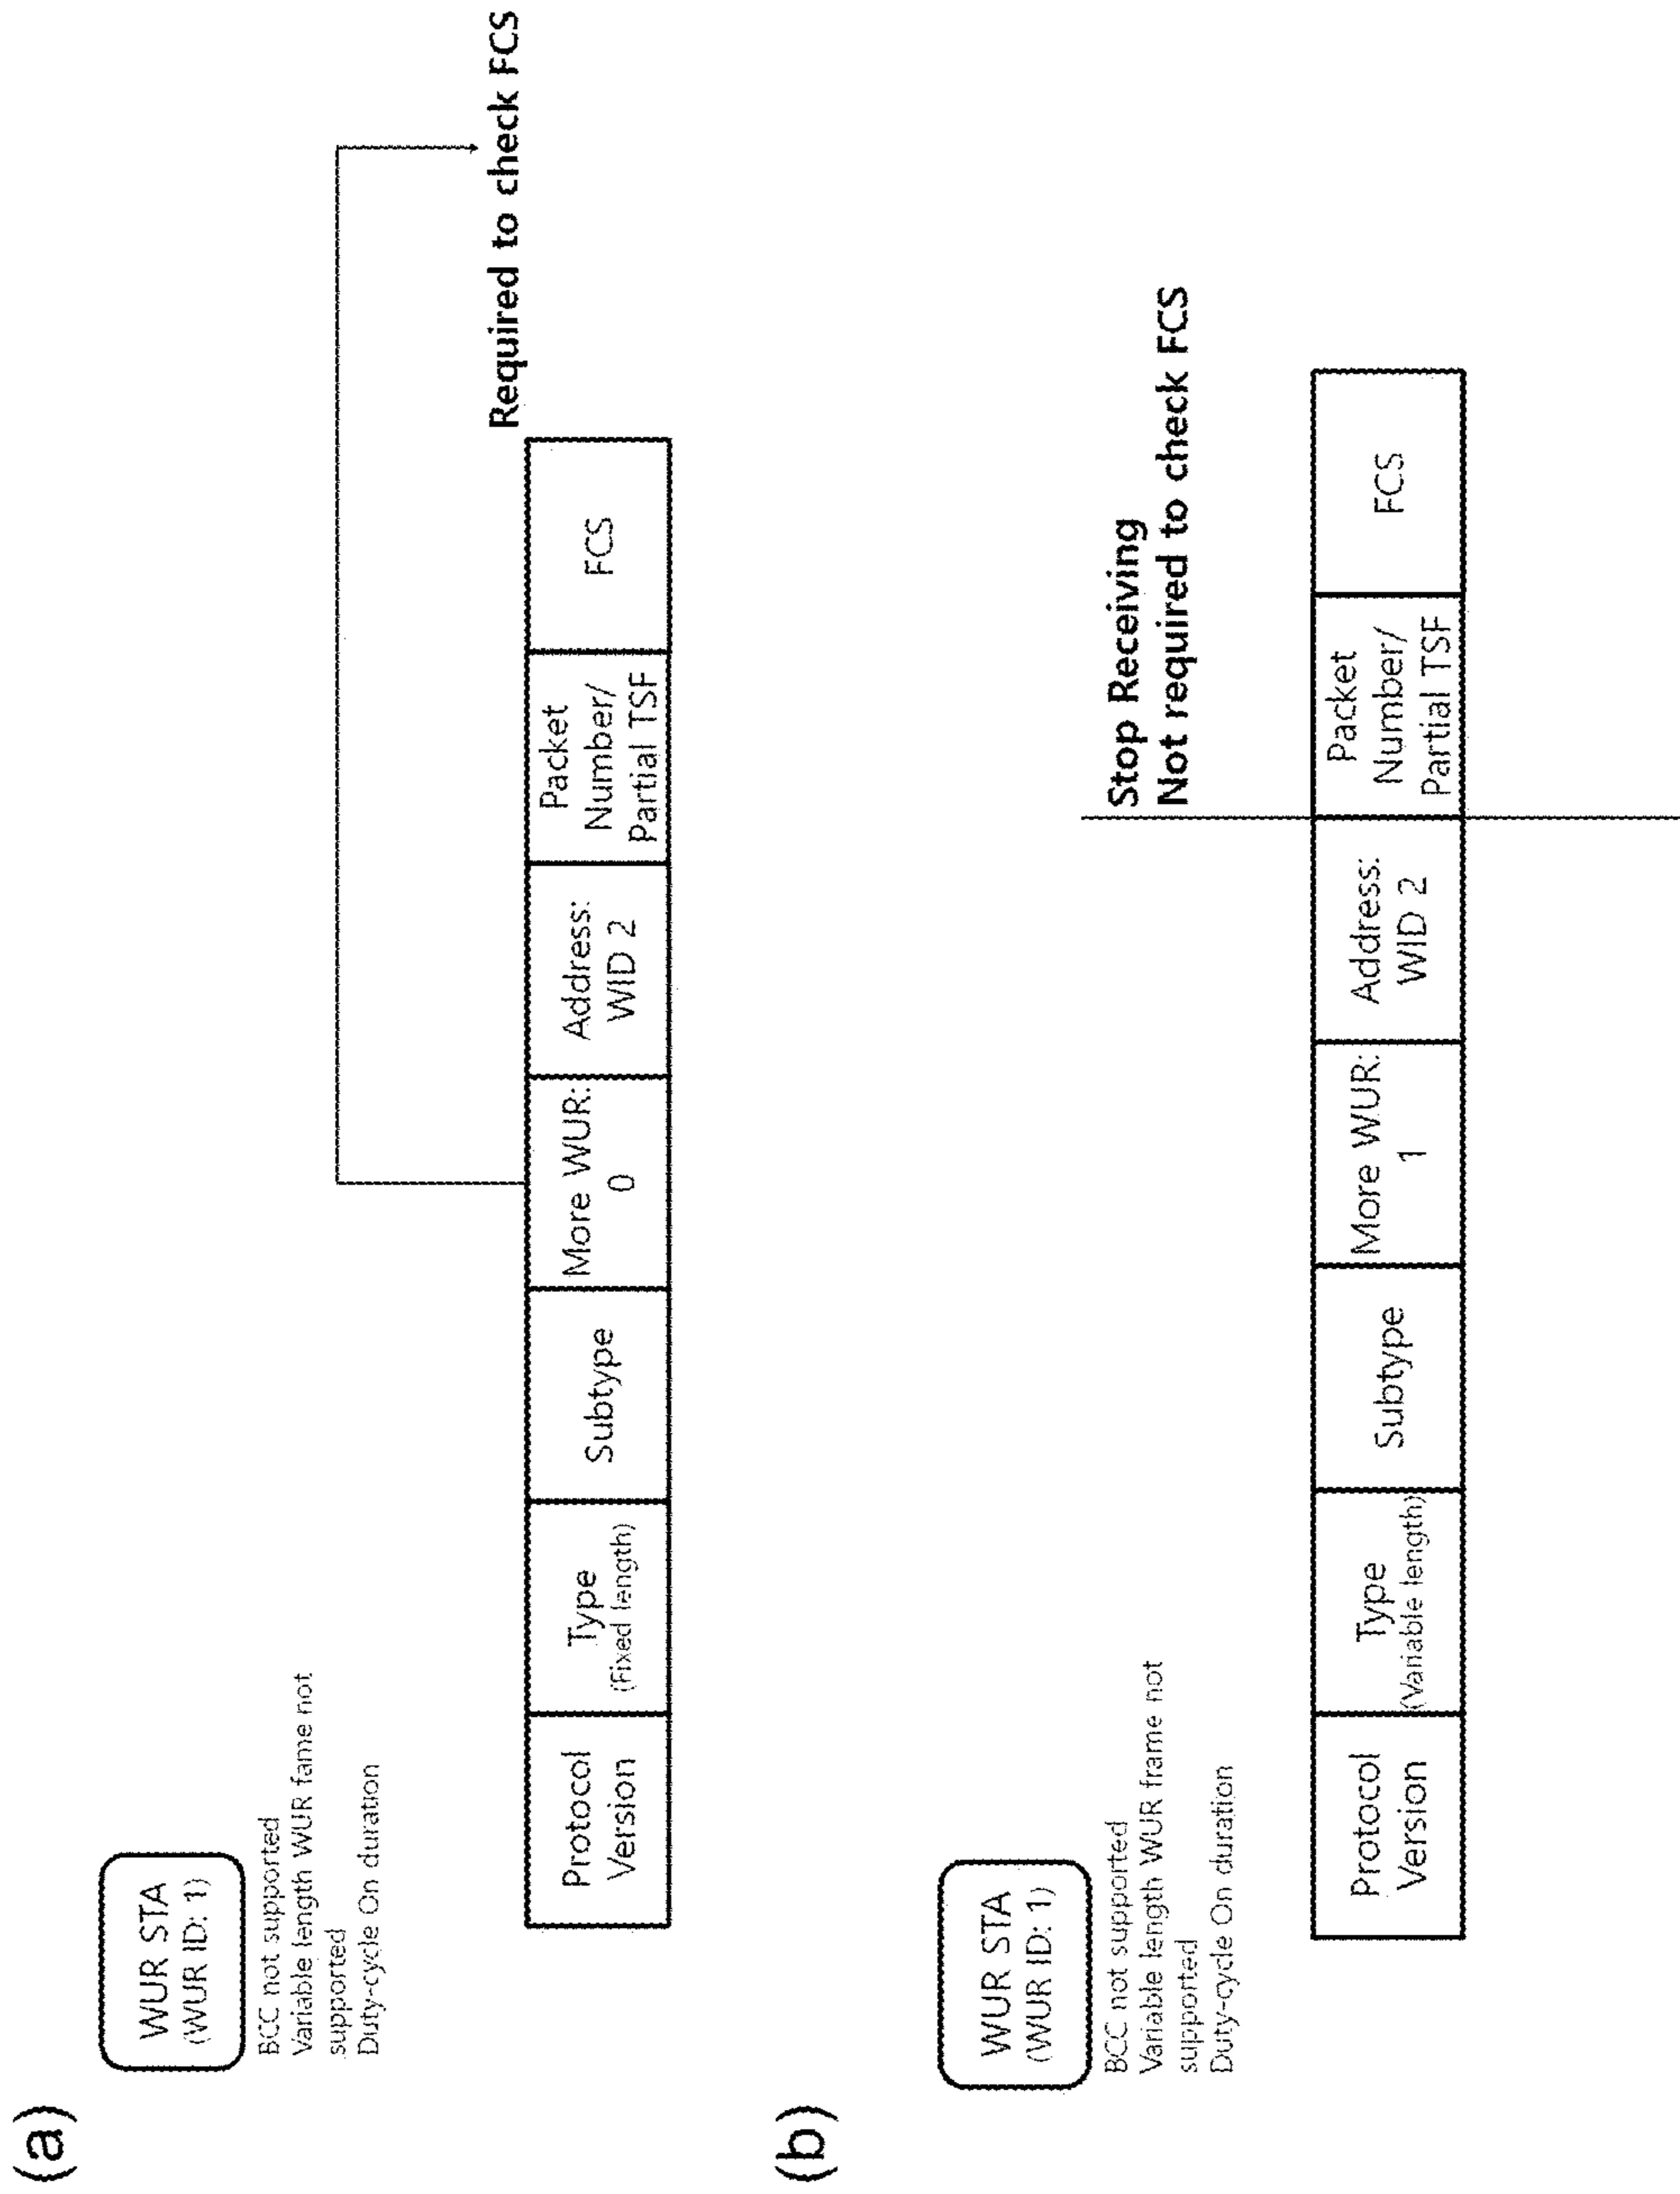 (a)
WUR STA
(WUR ID: 1)
BCC not supported
Variable length WUR fame not
supported
Duty-cycle On duration
Required to check FCS
Protocol
Version
Type
(Fixed length)
Subtype
More WUR:
0
Address:
WID 2
Packet
Number/
Partial TSF
FCS
(b)
WUR STA
(WUR ID: 1)
BCC not supported
Variable length WUR frame not
supported
Duty-cycle On duration
Stop Receiving
Not required to check FCS
Protocol
Version
Type
(Variable length)
Subtype
More WUR:
1
Address:
WID 2
Packet
Number/
Partial TSF
FCS